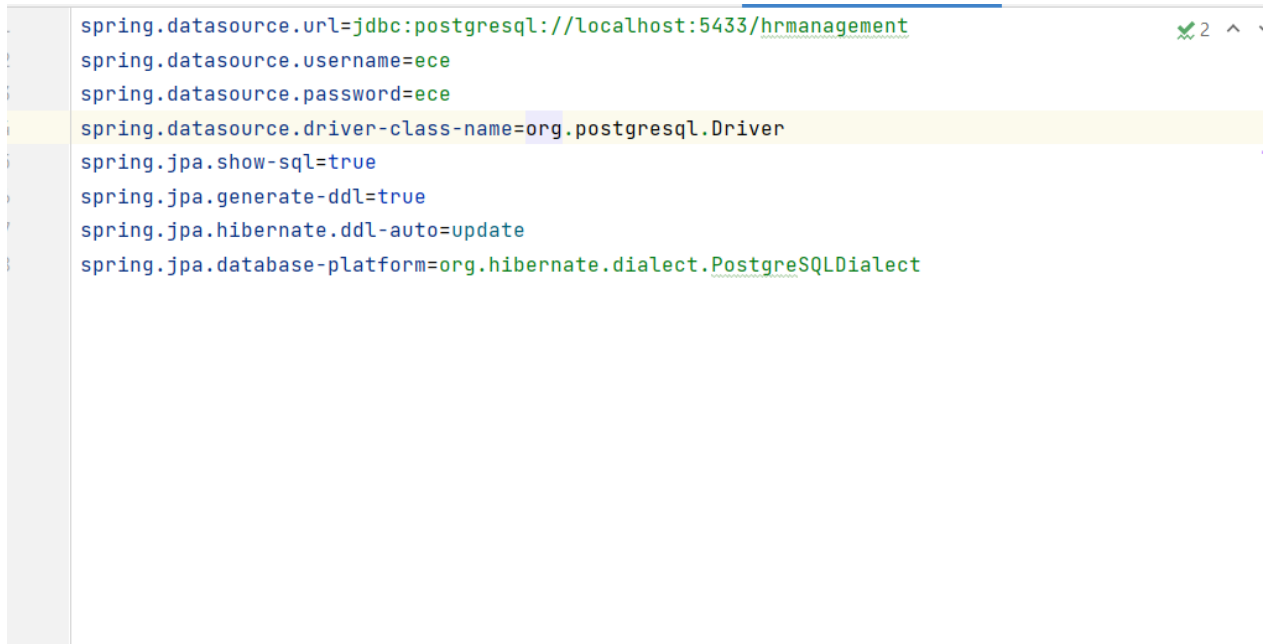 spring.datasource.url=jdbc:postgresql://localhost:5433/hrmanagement
2
spring.datasource.username=ece
spring.datasource.password=ece
spring.datasource.driver-class-name=org.postgresql.Driver
spring.jpa.show-sql=true
spring.jpa.generate-ddl=true
spring.jpa.hibernate.ddl-auto=update
spring.jpa.database-platform=org.hibernate.dialect.PostgreSQLDialect